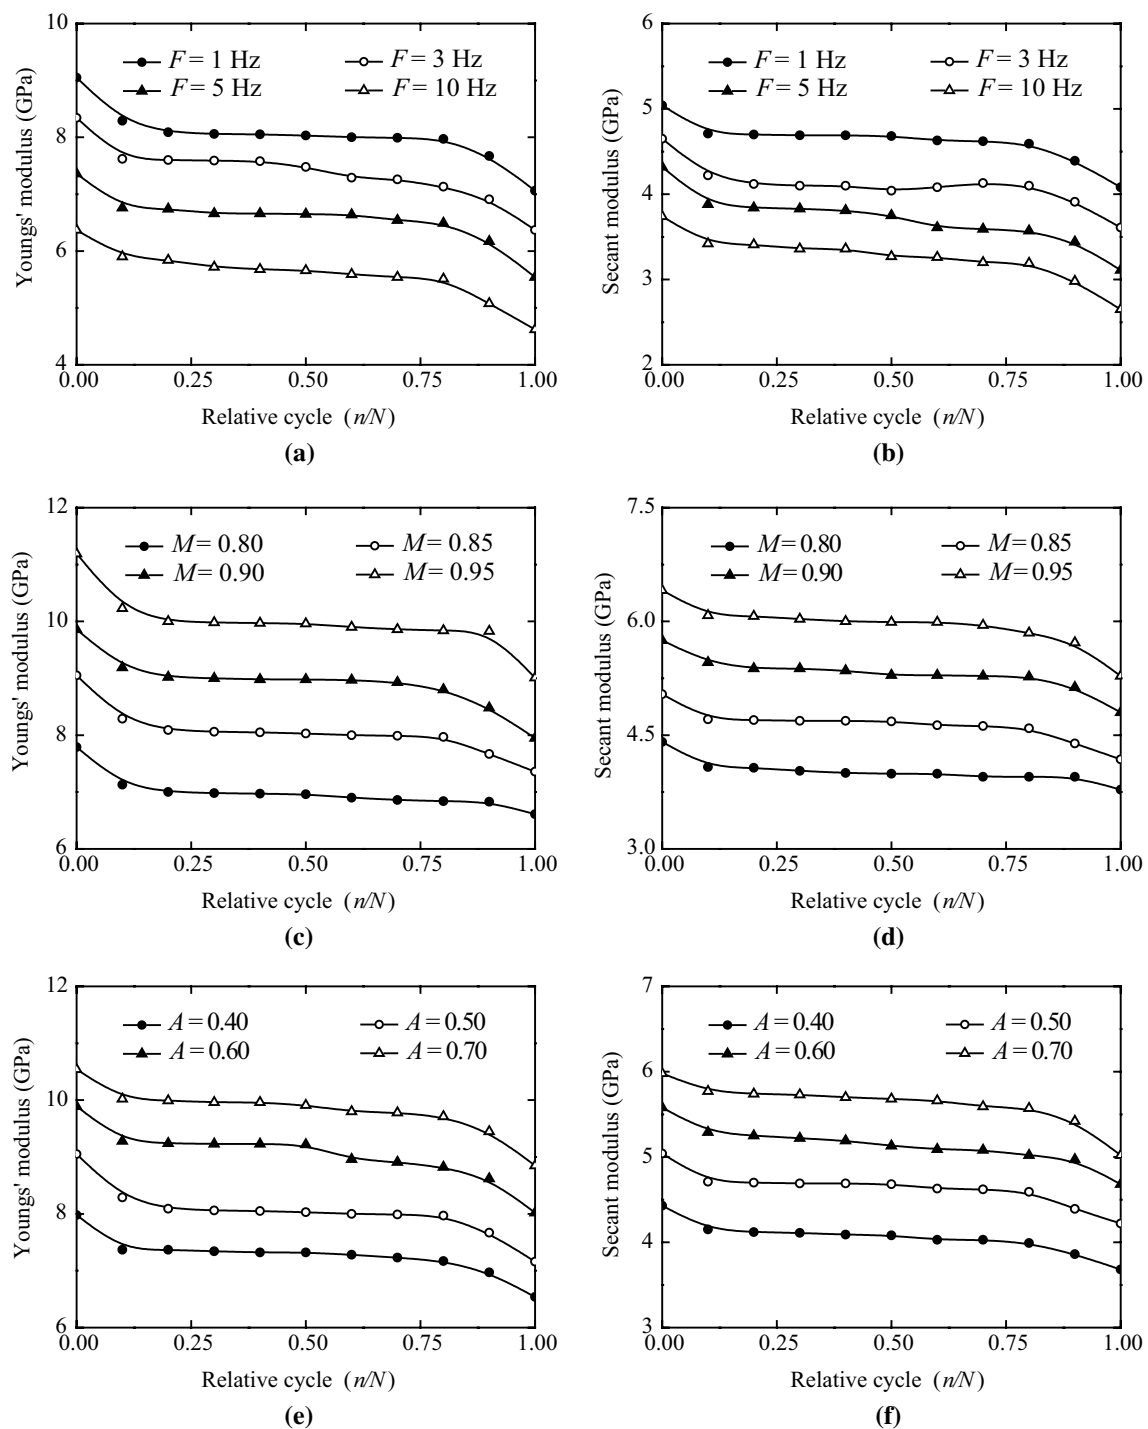 10
8
6
4
Youngs' modulus (GPa)
F = 1 Hz
F = 3 Hz
F = 5 Hz
F = 10 Hz
0.00 0.25 0.50 0.75 1.00
Relative cycle (n/N)
(a)
6
5
4
3
2
Secant modulus (GPa)
F = 1 Hz
F = 3 Hz
F = 5 Hz
F = 10 Hz
0.00 0.25 0.50 0.75 1.00
Relative cycle (n/N)
(b)
12
10
8
6
Youngs' modulus (GPa)
M = 0.80
M = 0.85
M = 0.90
M = 0.95
0.00 0.25 0.50 0.75 1.00
Relative cycle (n/N)
(c)
7.5
6.0
4.5
3.0
Secant modulus (GPa)
M = 0.80
M = 0.85
M = 0.90
M = 0.95
0.00 0.25 0.50 0.75 1.00
Relative cycle (n/N)
(d)
12
10
8
6
Youngs' modulus (GPa)
A = 0.40
A = 0.50
A = 0.60
A = 0.70
0.00 0.25 0.50 0.75 1.00
Relative cycle (n/N)
(e)
7
6
5
4
3
Secant modulus (GPa)
A = 0.40
A = 0.50
A = 0.60
A = 0.70
0.00 0.25 0.50 0.75 1.00
Relative cycle (n/N)
(f)